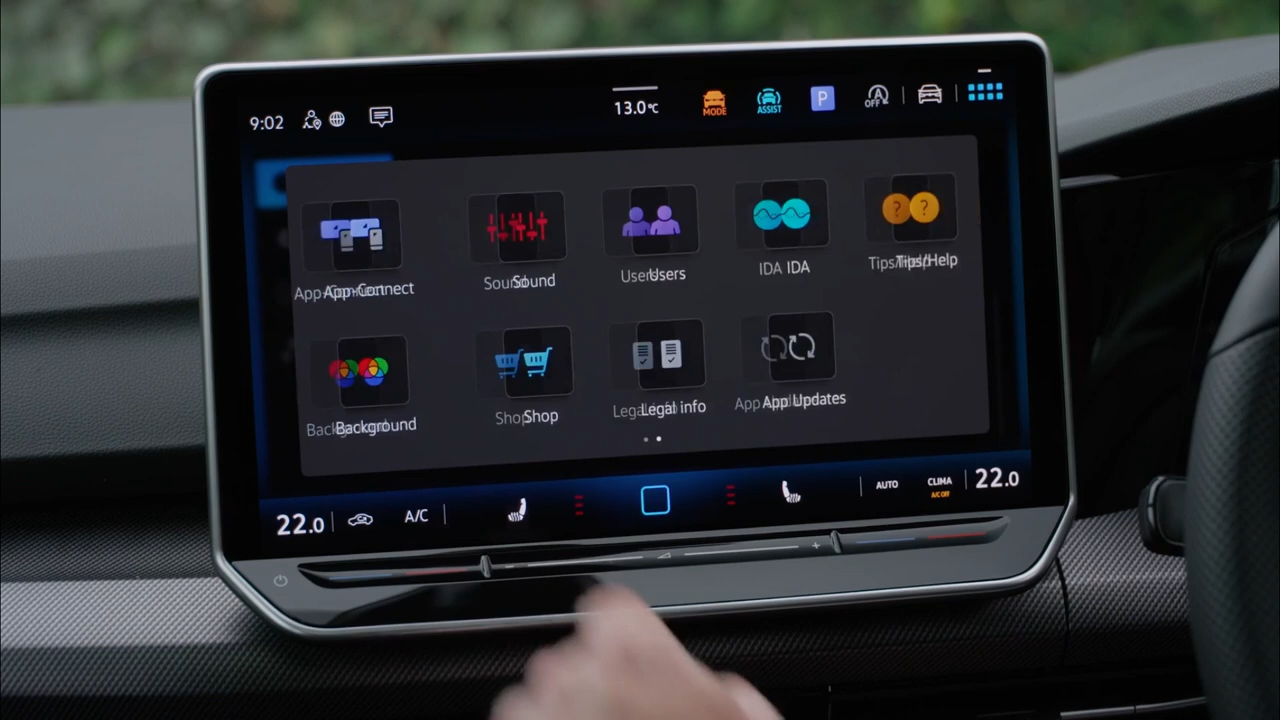 9:02
13.0°C
MODE
ASSIST
P
A
OFF
App-Connect
Sound
Users
IDA
Tips/Help
Background
Shop
Legal info
App Updates
22.0
A/C
AUTO
CLIMA
A/C OFF
22.0